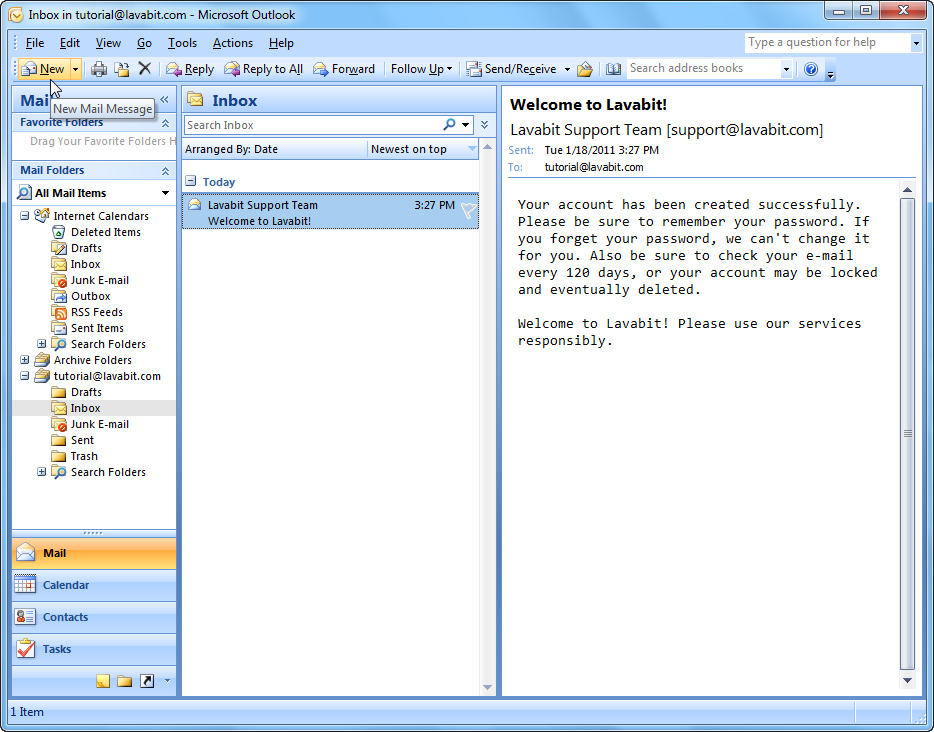 Inbox in tutorial@lavabit.com - Microsoft Outlook
File Edit View Go Tools Actions Help
Type a question for help
New Reply Reply to All Forward Follow Up Send/Receive Search address books
Mai
New Mail Message
Favorite Folders
Drag Your Favorite Folders H
Mail Folders
All Mail Items
Internet Calendars
Deleted Items
Drafts
Inbox
Junk E-mail
Outbox
RSS Feeds
Sent Items
Search Folders
Archive Folders
tutorial@lavabit.com
Drafts
Inbox
Junk E-mail
Sent
Trash
Search Folders
Mail
Calendar
Contacts
Tasks
Inbox
Search Inbox
Arranged By: Date Newest on top
Today
Lavabit Support Team 3:27 PM
Welcome to Lavabit!
Welcome to Lavabit!
Lavabit Support Team [support@lavabit.com]
Sent: Tue 1/18/2011 3:27 PM
To: tutorial@lavabit.com
Your account has been created successfully.
Please be sure to remember your password. If
you forget your password, we can't change it
for you. Also be sure to check your e-mail
every 120 days, or your account may be locked
and eventually deleted.
Welcome to Lavabit! Please use our services
responsibly.
1 Item